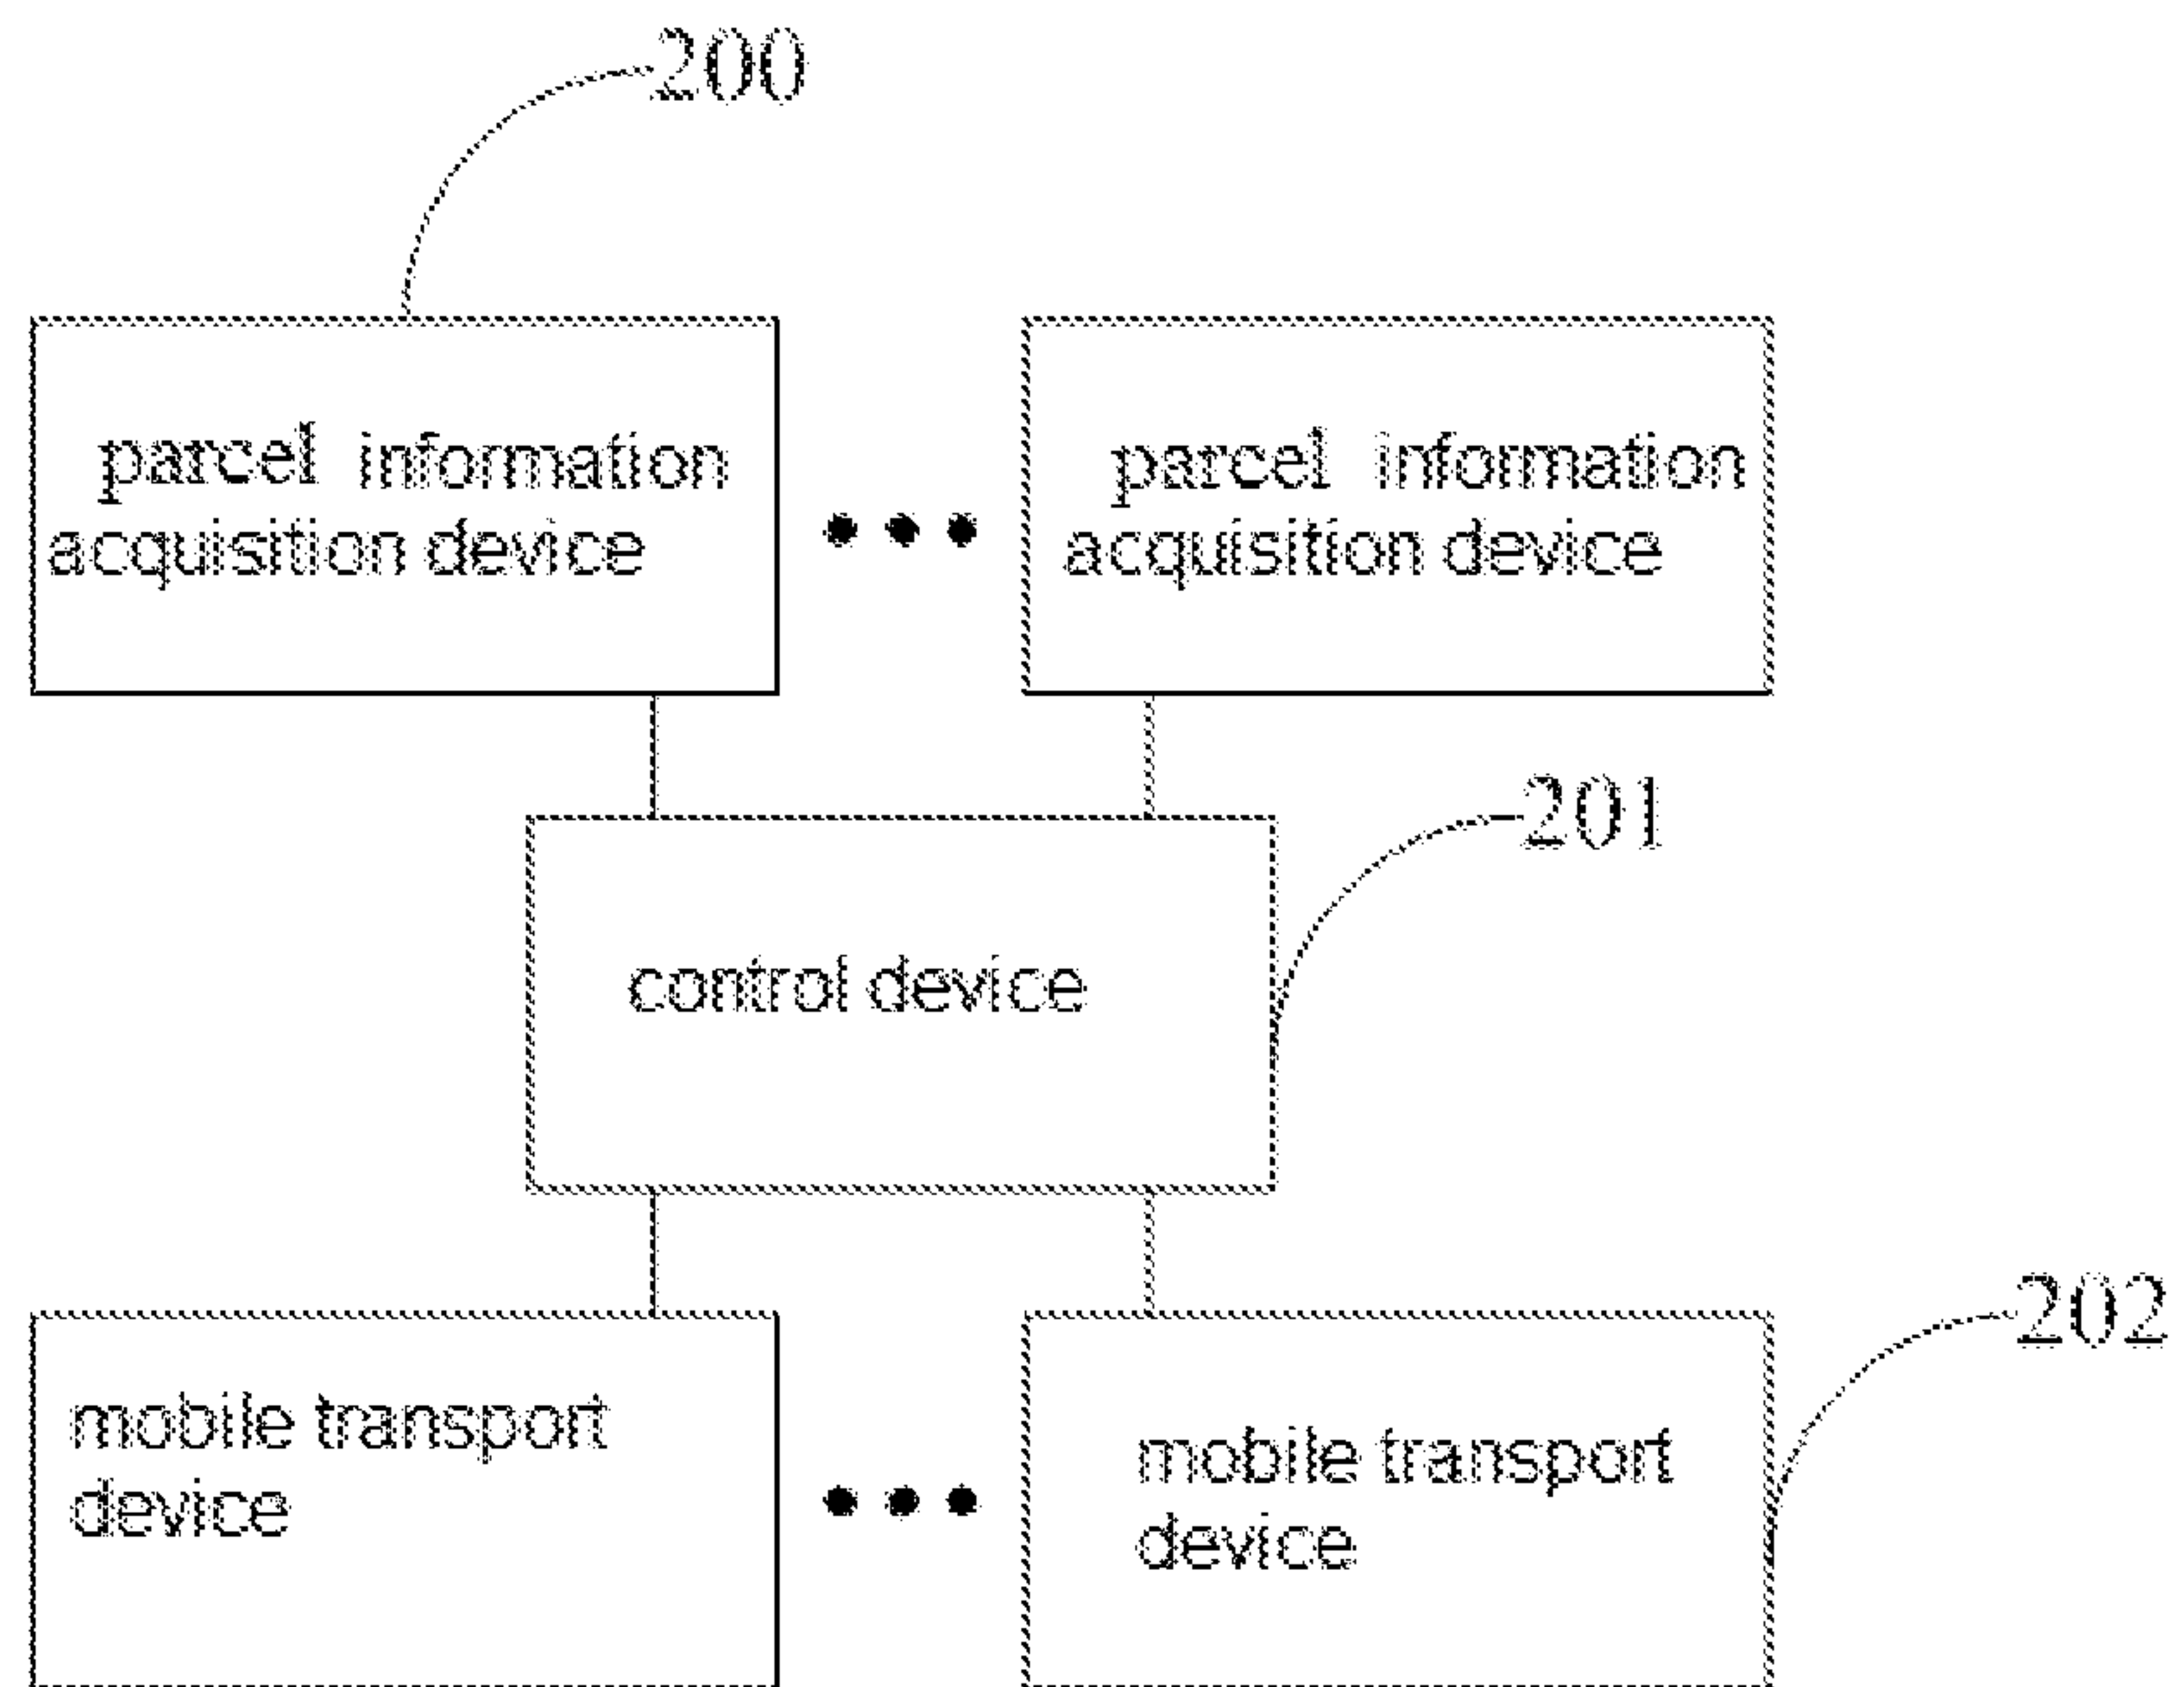 200
parcel information
acquisition device
parcel information
acquisition device
201
control device
202
mobile transport
device
mobile transport
device